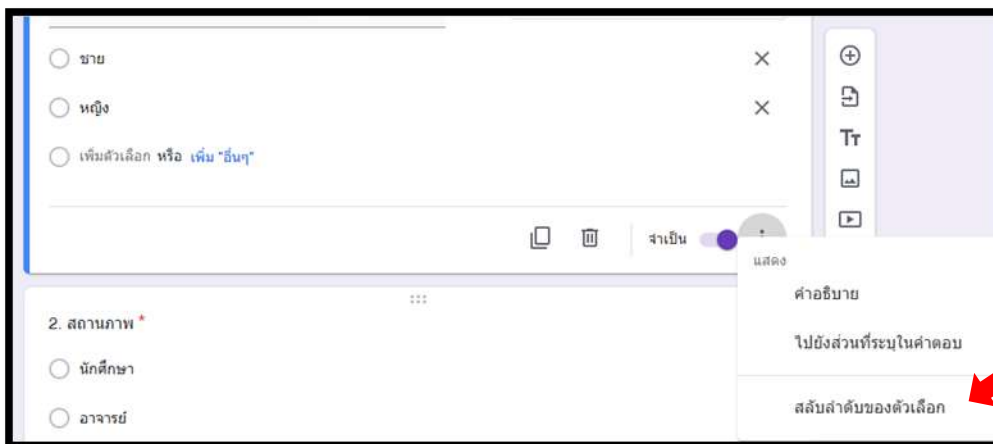 ชาย
หญิง
เพิ่มตัวเลือก หรือ เพิ่ม "อื่นๆ"
จำเป็น
แสดง
คำอธิบาย
ไปยังส่วนที่ระบุในคำตอบ
สลับลำดับของตัวเลือก
2. สถานภาพ *
นักศึกษา
อาจารย์